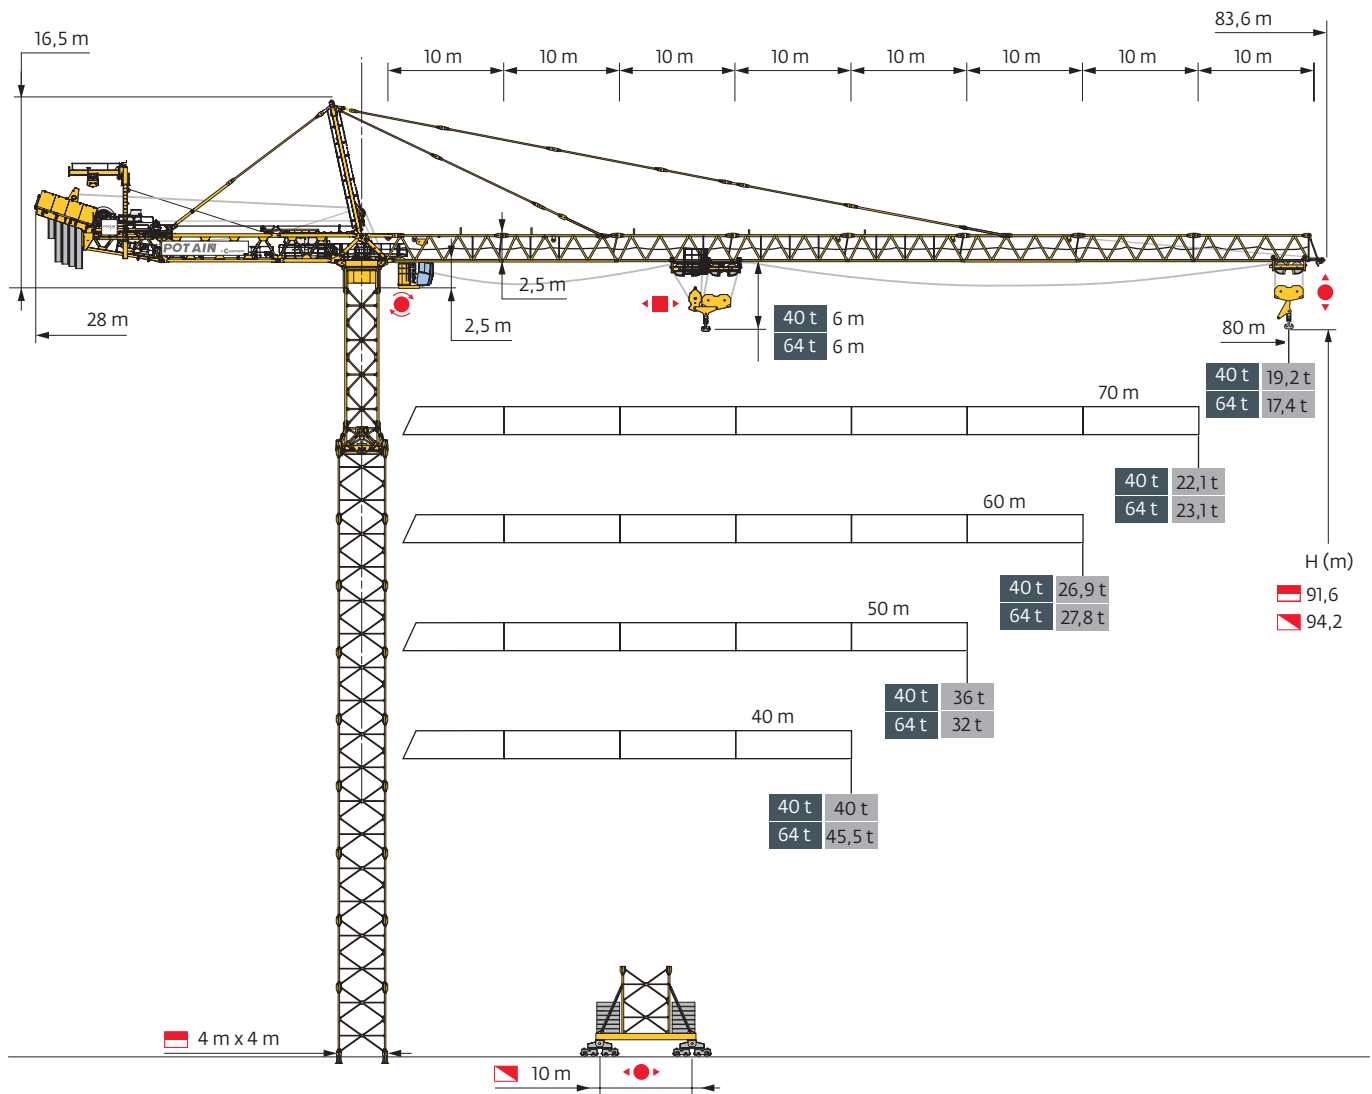 83,6 m
16,5 m
10 m 10 m 10 m 10 m 10 m 10 m 10 m 10 m
POTAIN
2,5 m
28 m
2,5 m
40 t 6 m
64 t 6 m
80 m
40 t 19,2 t
64 t 17,4 t
70 m
40 t 22,1 t
64 t 23,1 t
60 m
H (m)
91,6
94,2
40 t 26,9 t
64 t 27,8 t
50 m
40 t 36 t
64 t 32 t
40 m
40 t 40 t
64 t 45,5 t
4 m x 4 m
10 m